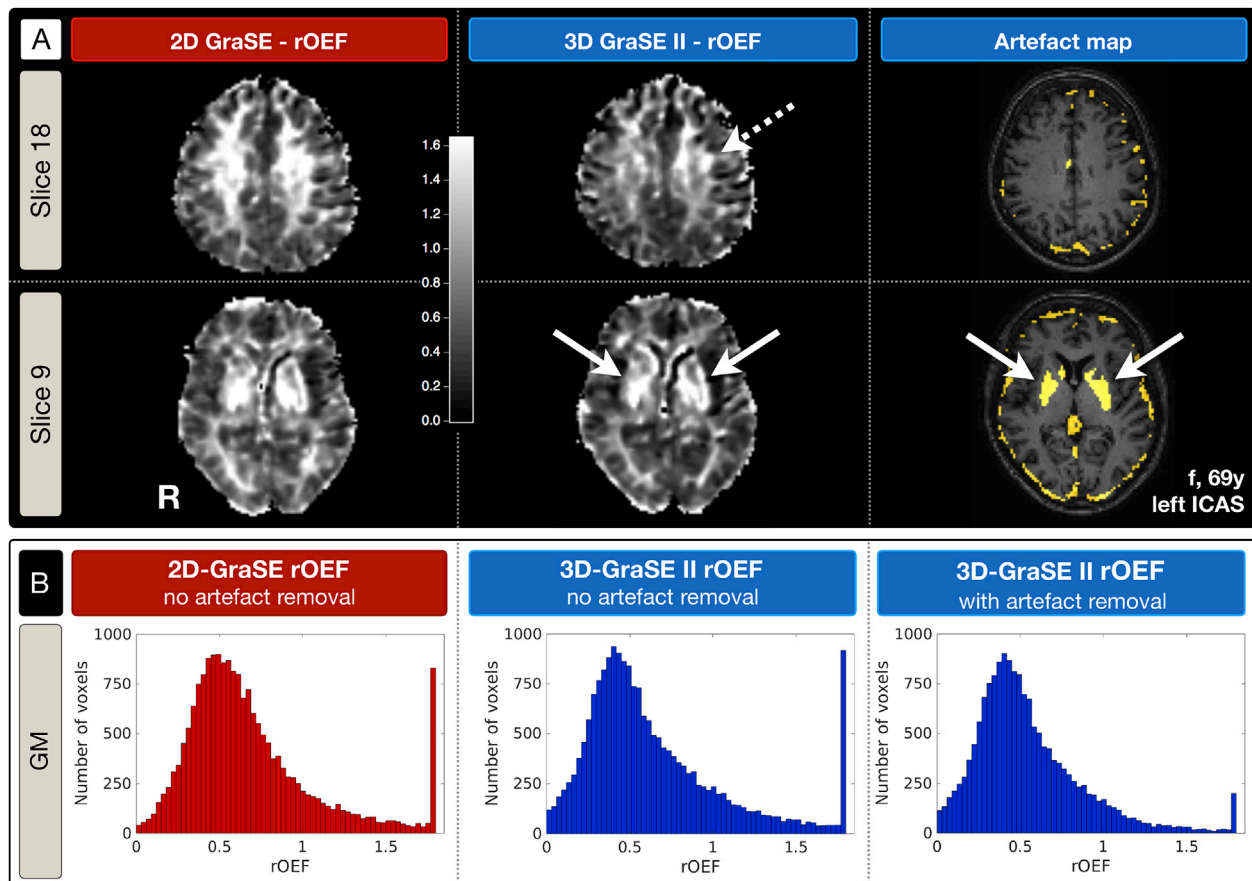 A
2D GraSE - rOEF
3D GraSE II - rOEF
Artefact map
Slice 18
1.6
1.4
1.2
1.0
0.8
0.6
0.4
0.2
0.0
Slice 9
R
f, 69y
left ICAS
B
2D-GraSE rOEF
no artefact removal
3D-GraSE II rOEF
no artefact removal
3D-GraSE II rOEF
with artefact removal
GM
Number of voxels
1000
750
500
250
0
0
0.5
1
1.5
rOEF
Number of voxels
1000
750
500
250
0
0
0.5
1
1.5
rOEF
Number of voxels
1000
750
500
250
0
0
0.5
1
1.5
rOEF